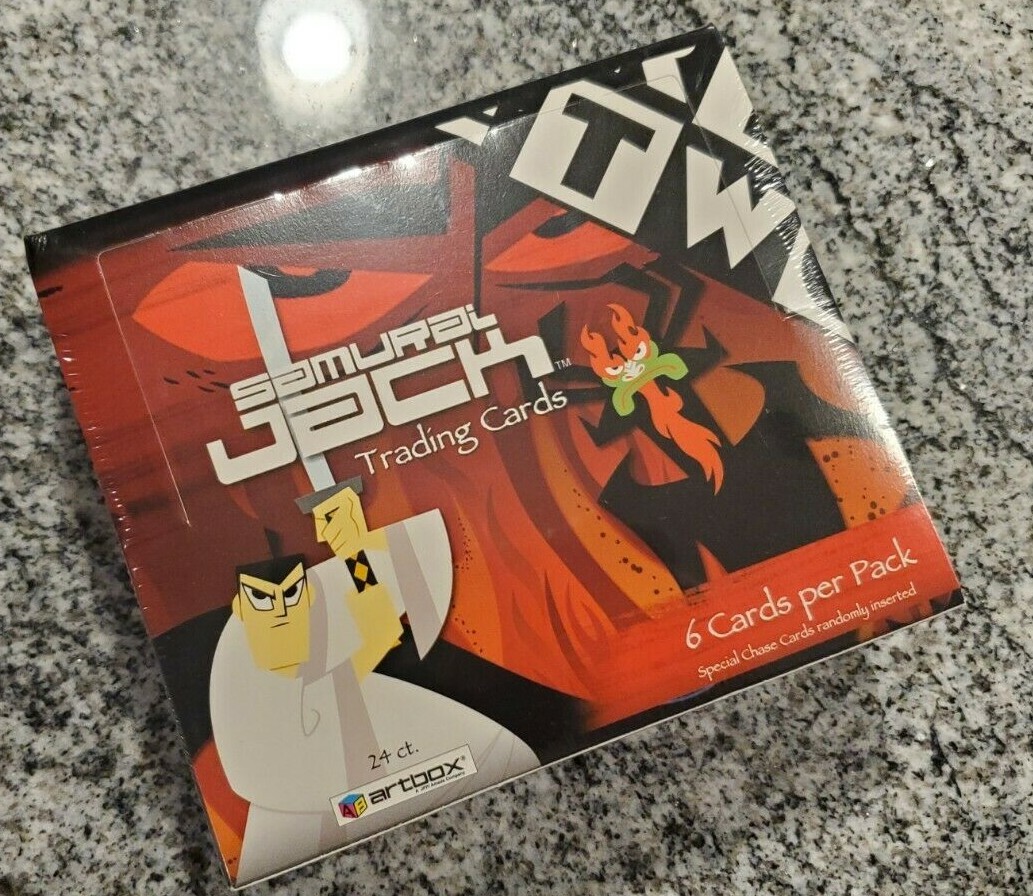 SAMURAI
JACK™
Trading Cards
6 Cards per Pack
Special Chase Cards randomly inserted
24 ct.
artbox®